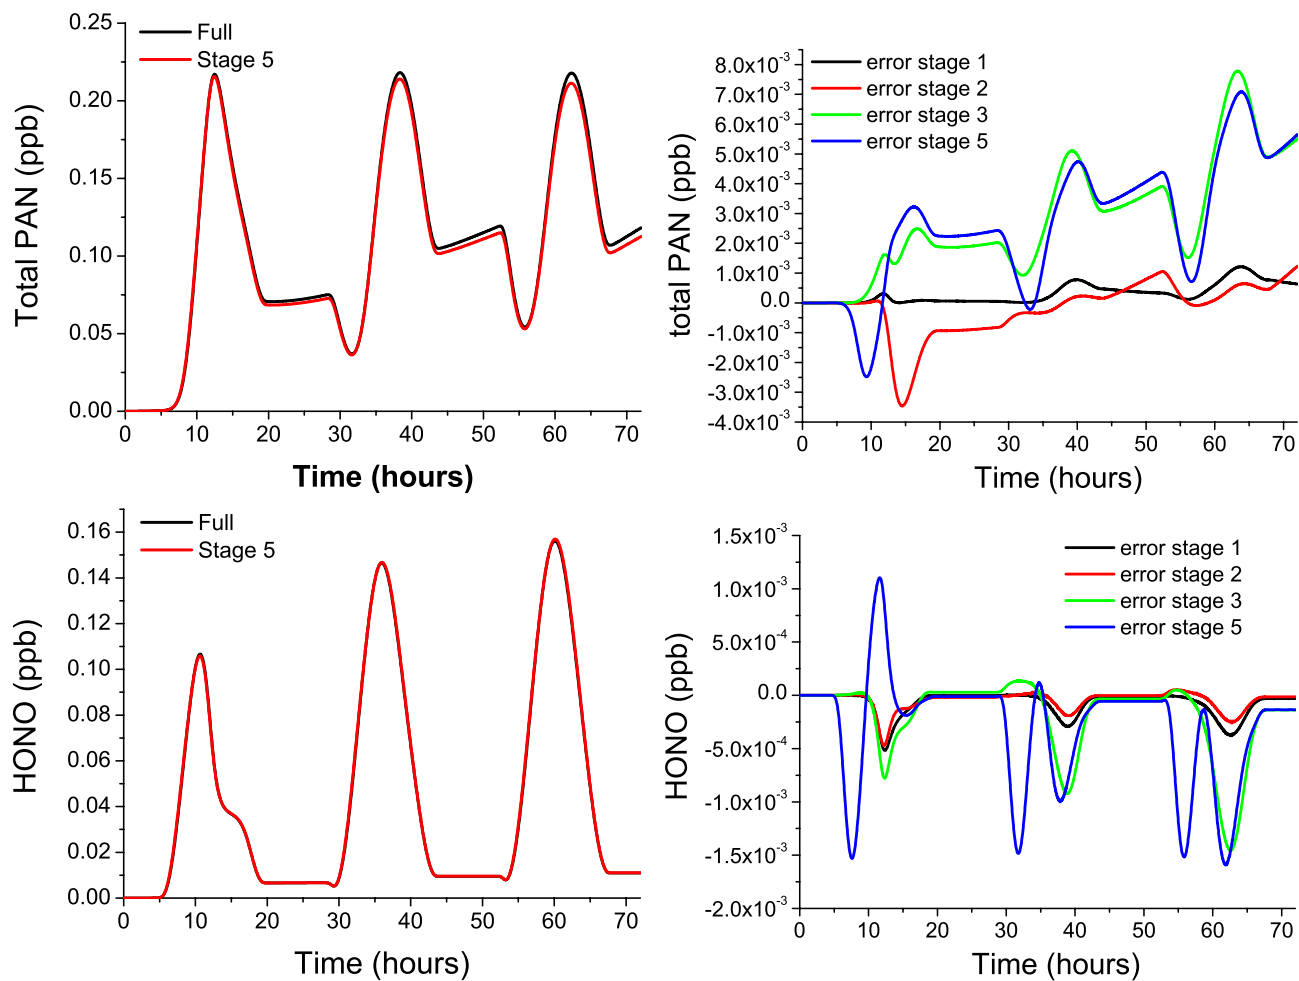 Full
Stage 5
0.25
0.20
0.15
0.10
0.05
0.00
Total PAN (ppb)
0 10 20 30 40 50 60 70
Time (hours)
error stage 1
error stage 2
error stage 3
error stage 5
8.0x10⁻³
7.0x10⁻³
6.0x10⁻³
5.0x10⁻³
4.0x10⁻³
3.0x10⁻³
2.0x10⁻³
1.0x10⁻³
0.0
-1.0x10⁻³
-2.0x10⁻³
-3.0x10⁻³
-4.0x10⁻³
total PAN (ppb)
0 10 20 30 40 50 60 70
Time (hours)
Full
Stage 5
0.16
0.14
0.12
0.10
0.08
0.06
0.04
0.02
0.00
HONO (ppb)
0 10 20 30 40 50 60 70
Time (hours)
error stage 1
error stage 2
error stage 3
error stage 5
1.5x10⁻³
1.0x10⁻³
5.0x10⁻⁴
0.0
-5.0x10⁻⁴
-1.0x10⁻³
-1.5x10⁻³
-2.0x10⁻³
HONO (ppb)
0 10 20 30 40 50 60 70
Time (hours)